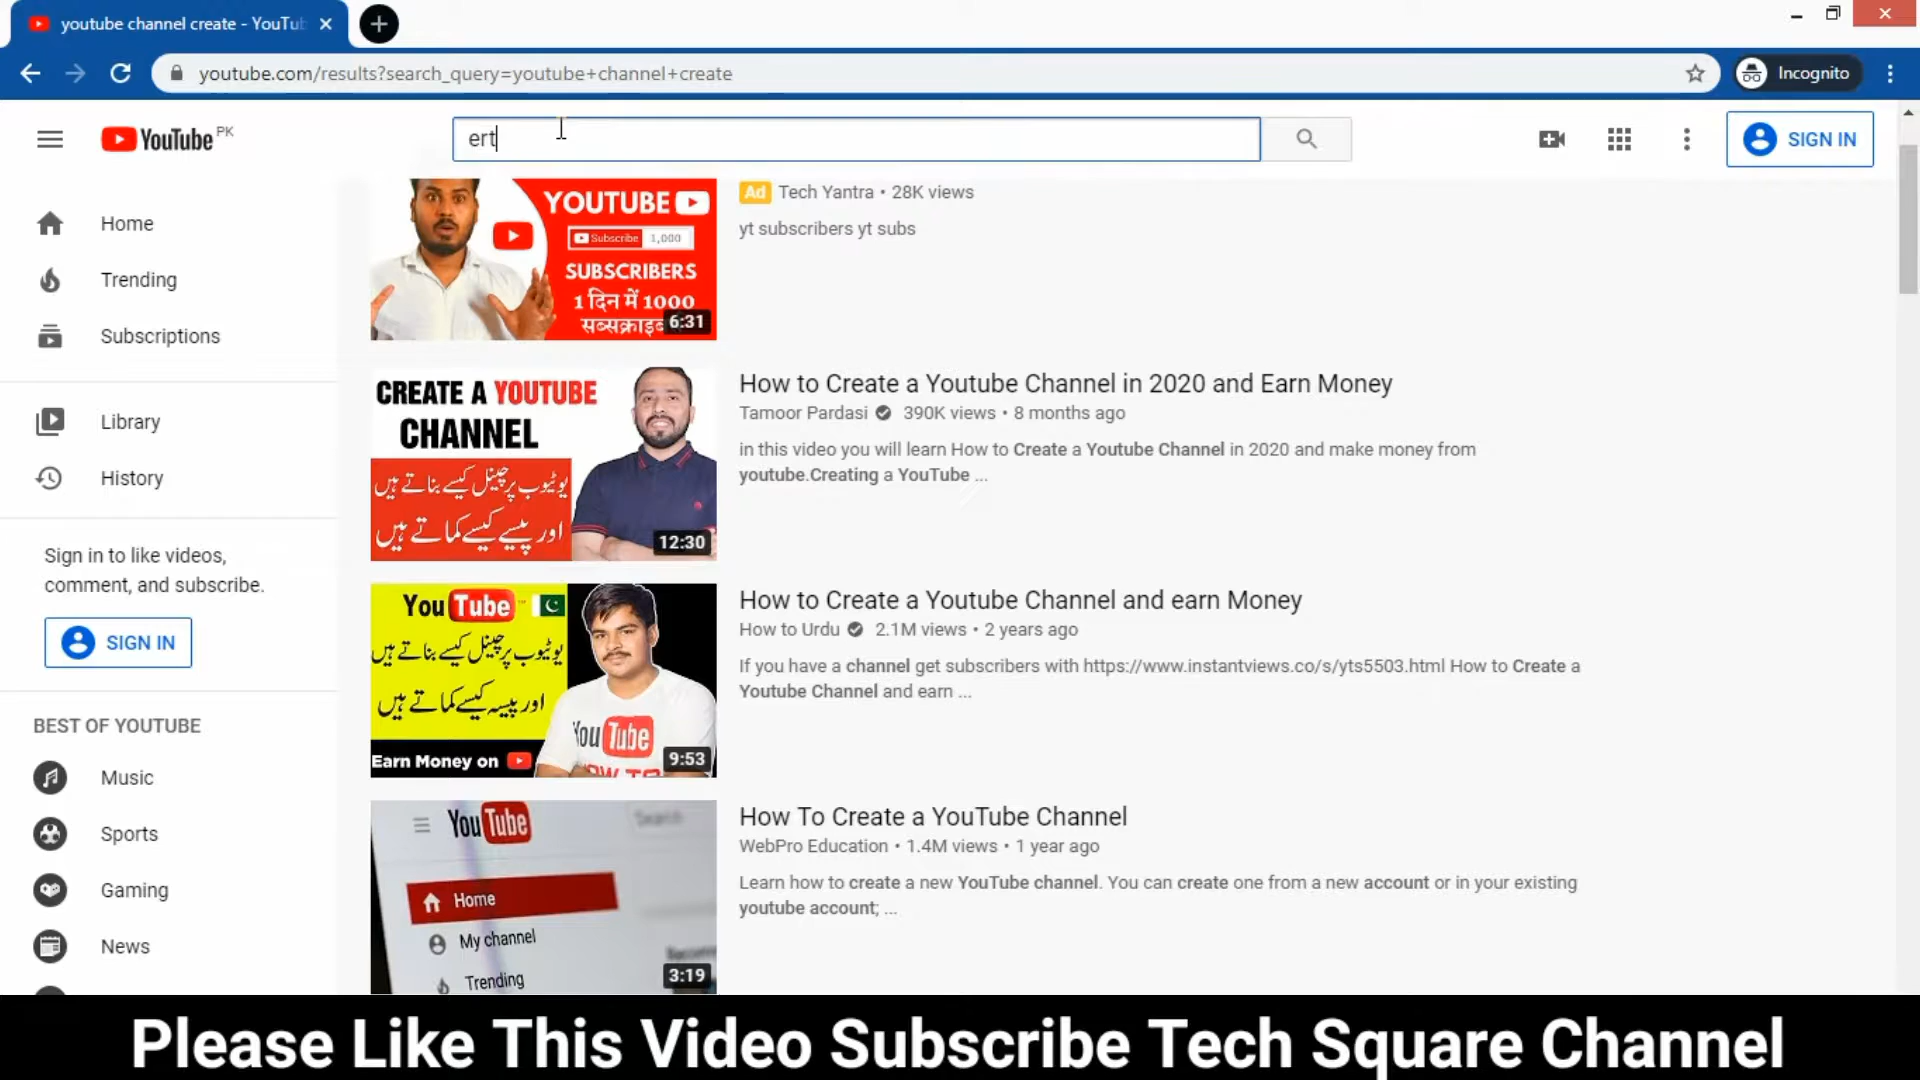 youtube channel create - YouTub
youtube.com/results?search_query=youtube+channel+create
Incognito
YouTube PK
ert
SIGN IN
Home
Trending
Subscriptions
Library
History
Sign in to like videos,
comment, and subscribe.
SIGN IN
BEST OF YOUTUBE
Music
Sports
Gaming
News
YOUTUBE
Subscribe 1,000
SUBSCRIBERS
1 दिन में 1000
सब्सक्राइब
6:31
Ad Tech Yantra • 28K views
yt subscribers yt subs
CREATE A YOUTUBE
CHANNEL
یوٹیوب پر چینل کیسے بناتے ہیں
اور پیسے کیسے کماتے ہیں
12:30
How to Create a Youtube Channel in 2020 and Earn Money
Tamoor Pardasi 390K views • 8 months ago
in this video you will learn How to Create a Youtube Channel in 2020 and make money from
youtube.Creating a YouTube ...
YouTube
یوٹیوب پر چینل کیسے بناتے ہیں
اور پیسہ کیسے کماتے ہیں
Earn Money on
YouTube
9:53
How to Create a Youtube Channel and earn Money
How to Urdu 2.1M views • 2 years ago
If you have a channel get subscribers with https://www.instantviews.co/s/yts5503.html How to Create a
Youtube Channel and earn ...
YouTube
Search
Home
My channel
Trending
3:19
How To Create a YouTube Channel
WebPro Education • 1.4M views • 1 year ago
Learn how to create a new YouTube channel. You can create one from a new account or in your existing
youtube account; ...
Please Like This Video Subscribe Tech Square Channel